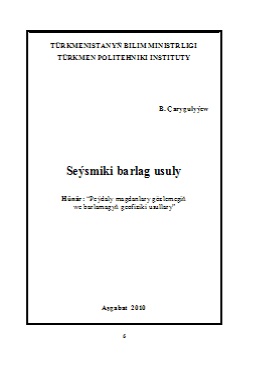 TÜRKMENISTANYŇ BILIM MINISTRLIGI
TÜRKMEN POLITEHNIKI INSTITUTY
B. Çarygulyýew
Seýsmiki barlag usuly
Hünär: "Peýdaly magdanlary gözlemegiň
we barlamagyň geofiziki usullary"
Aşgabat 2010